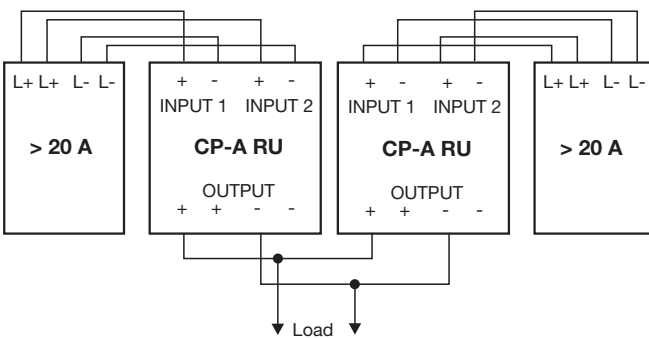 L+ L+ L- L-
> 20 A
+ - + -
INPUT 1 INPUT 2
CP-A RU
OUTPUT
+ + - -
+ - + -
INPUT 1 INPUT 2
CP-A RU
OUTPUT
+ + - -
L+ L+ L- L-
> 20 A
Load